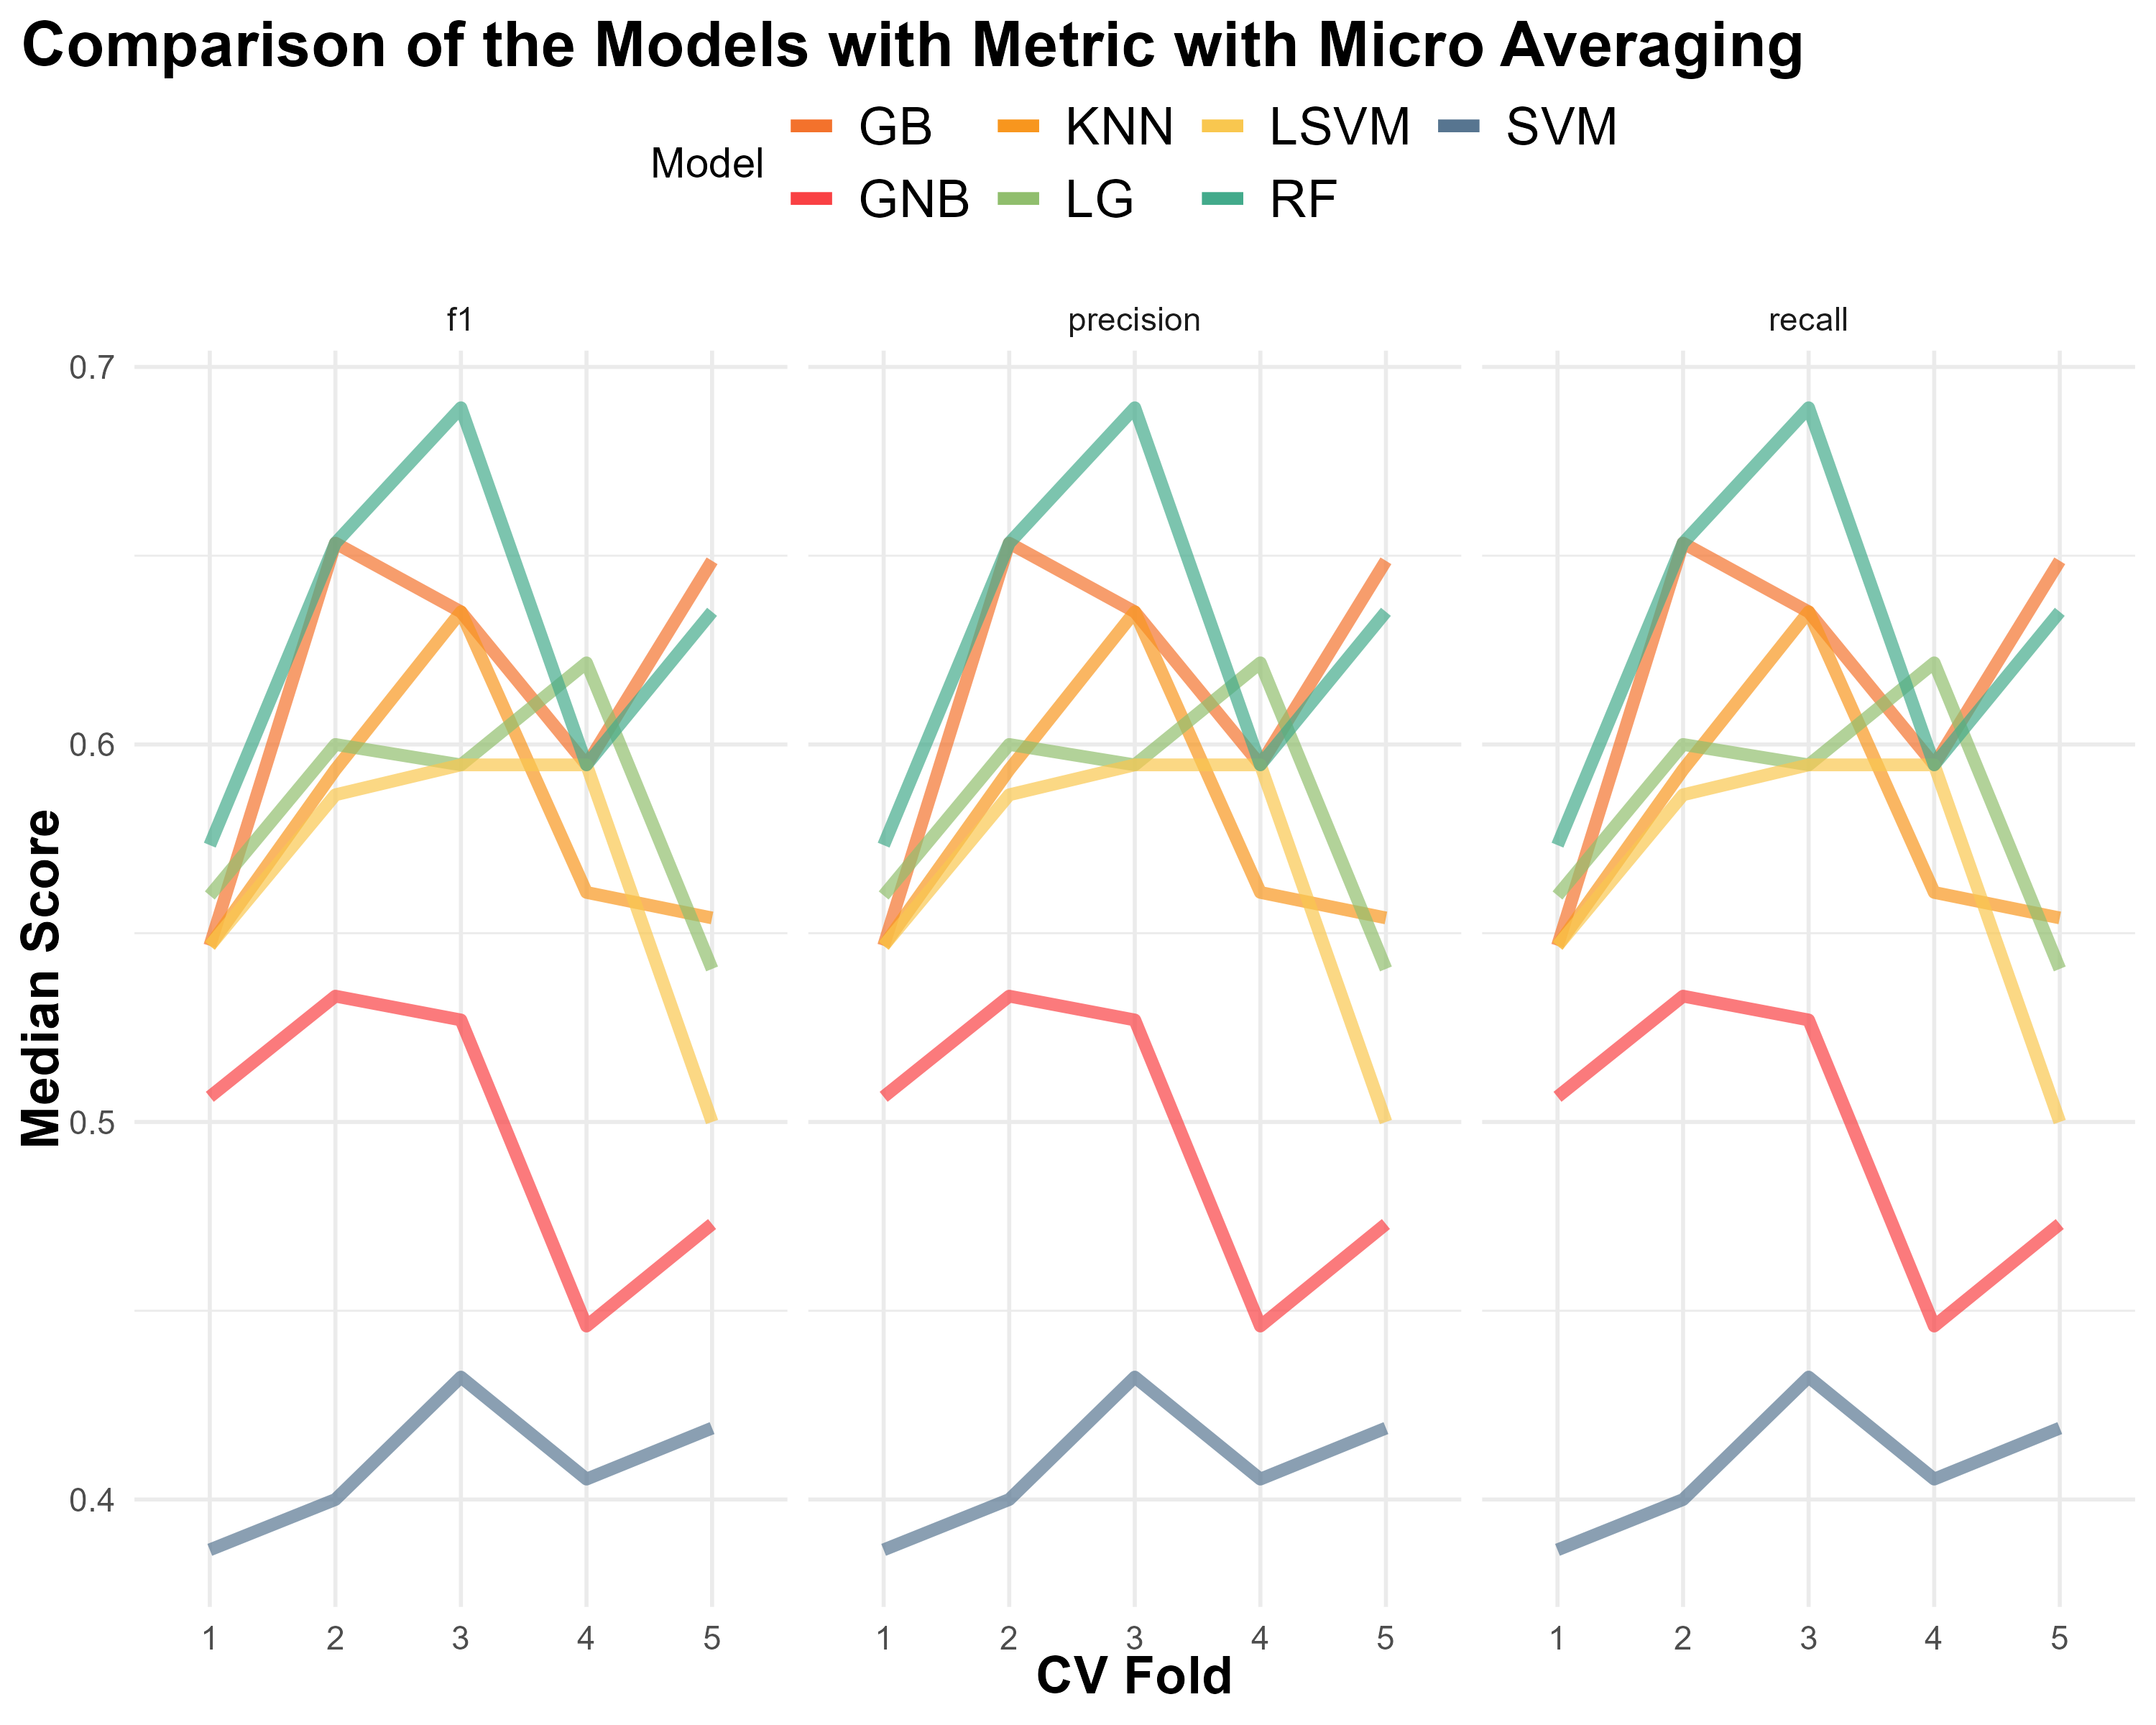 Comparison of the Models with Metric with Micro Averaging
Model
GB KNN LSVM SVM
GNB LG RF
f1 precision recall
0.7
0.6
0.5
0.4
Median Score
1 2 3 4 5 1 2 3 4 5 1 2 3 4 5
CV Fold